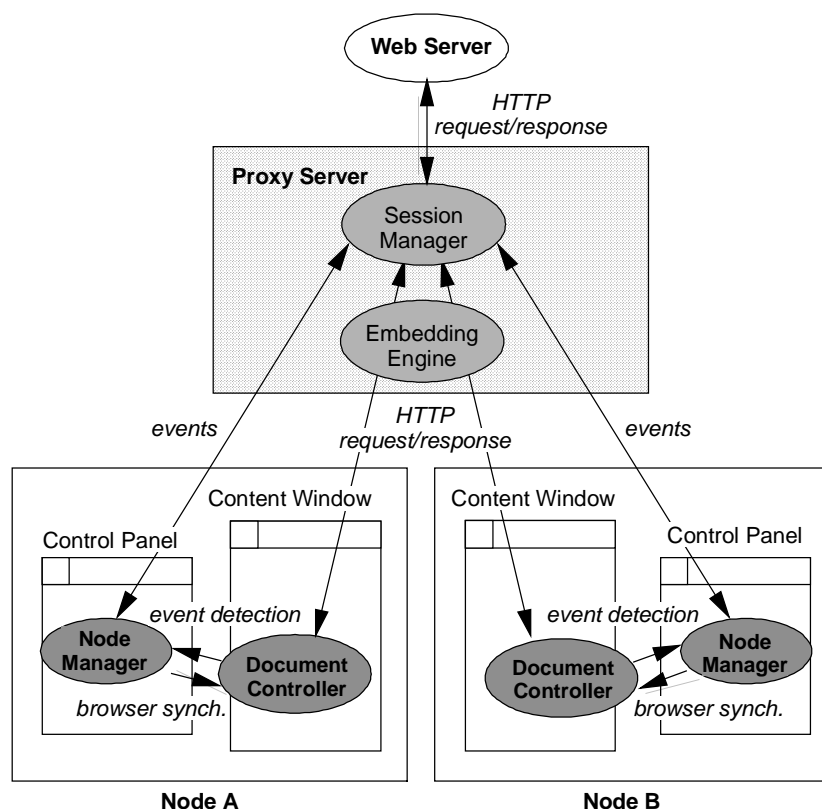 Web Server
HTTP
request/response
Proxy Server
Session
Manager
Embedding
Engine
events
HTTP
request/response
events
Content Window
Control Panel
event detection
Node
Manager
Document
Controller
browser synch.
Node A
Content Window
Control Panel
event detection
Document
Controller
Node
Manager
browser synch.
Node B